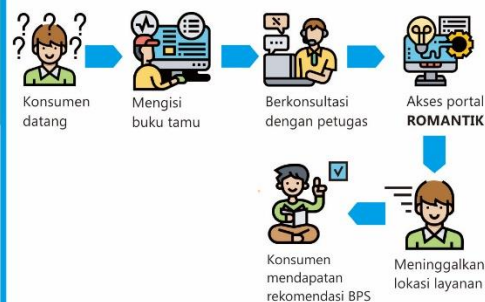 Konsumen
datang
Mengisi
buku tamu
Berkonsultasi
dengan petugas
Akses portal
ROMANTIK
Meninggalkan
lokasi layanan
Konsumen
mendapatan
rekomendasi BPS